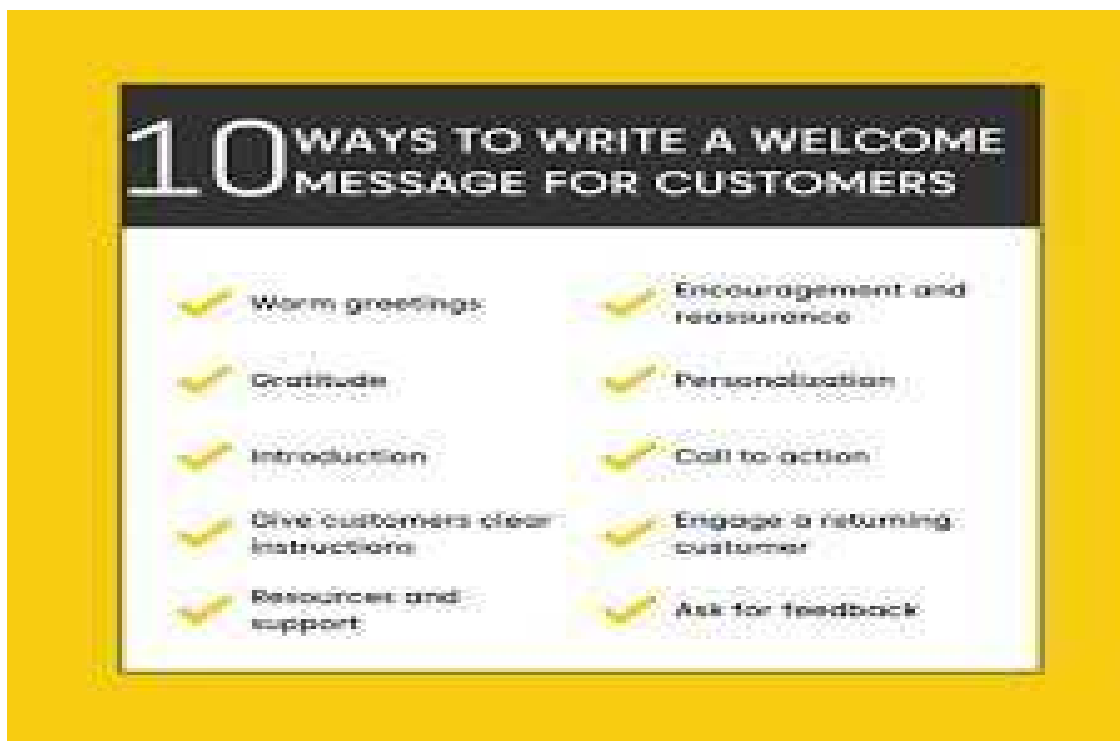 10 WAYS TO WRITE A WELCOME
MESSAGE FOR CUSTOMERS
Warm greetings
Gratitude
Introduction
Give customers clear
instructions
Resources and
support
Encouragement and
reassurance
Personalization
Call to action
Engage a returning
customer
Ask for feedback